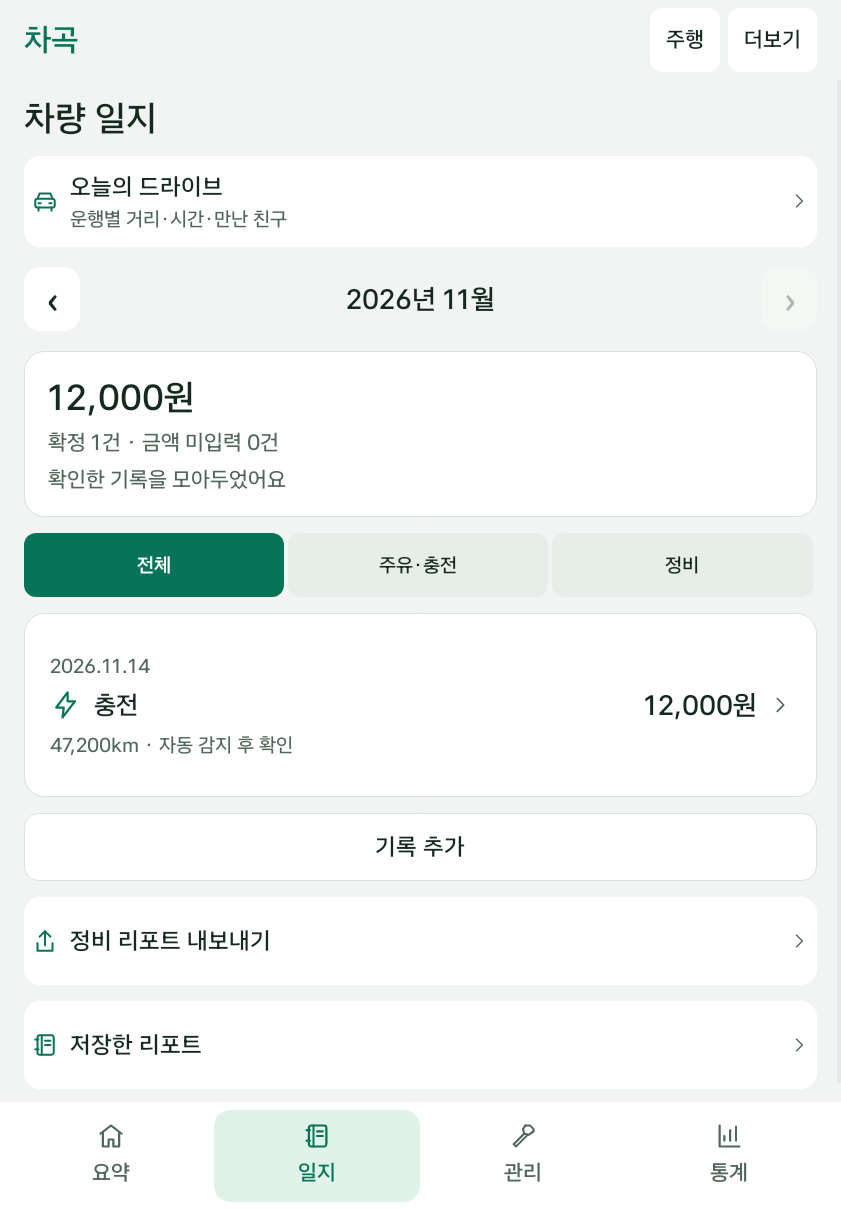 차곡
주행
더보기
차량 일지
오늘의 드라이브
운행별 거리·시간·만난 친구
‹
2026년 11월
›
12,000원
확정 1건 · 금액 미입력 0건
확인한 기록을 모아두었어요
전체
주유·충전
정비
2026.11.14
충전
12,000원
47,200km · 자동 감지 후 확인
기록 추가
정비 리포트 내보내기
저장한 리포트
요약
일지
관리
통계